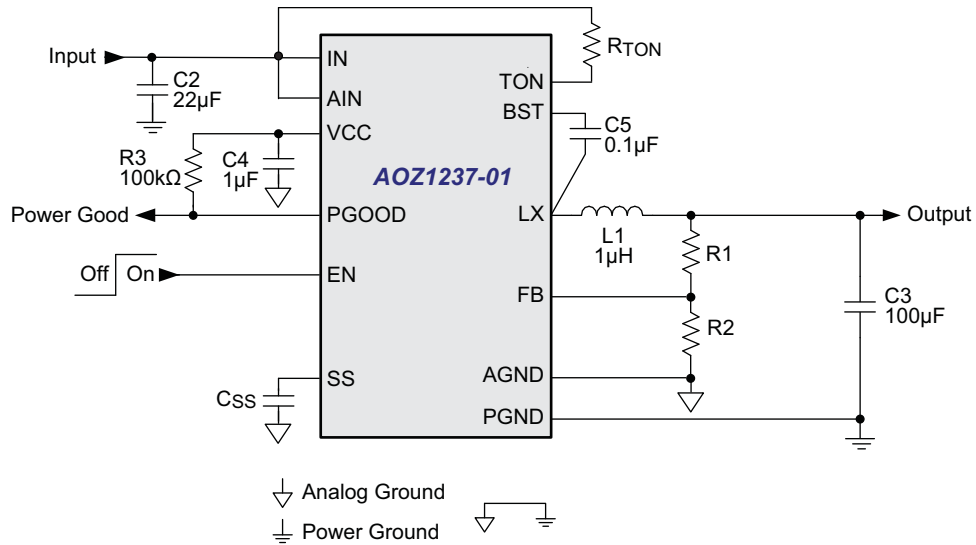 Input
C2
22µF
R3
100kΩ
C4
1µF
Power Good
Off
On
CSS
IN
AIN
VCC
PGOOD
EN
SS
AOZ1237-01
TON
BST
LX
FB
AGND
PGND
RTON
C5
0.1µF
L1
1µH
R1
R2
Output
C3
100µF
Analog Ground
Power Ground